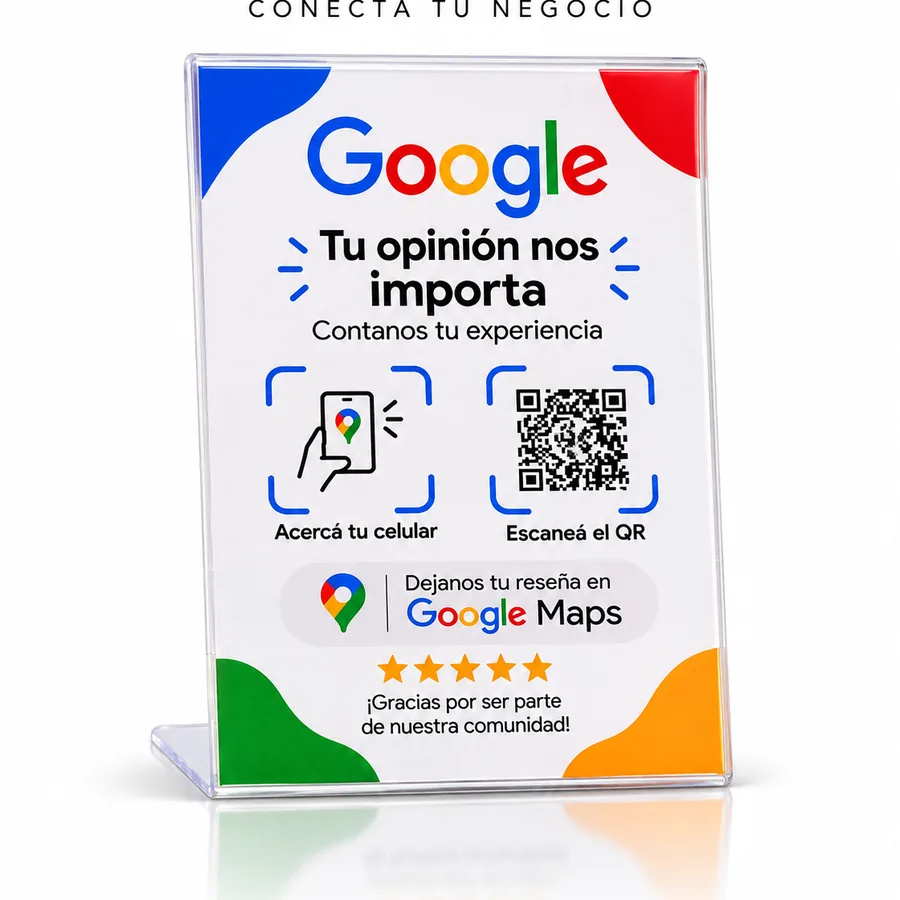 CONECTA TU NEGOCIO
Google
Tu opinión nos
importa
Contanos tu experiencia
Acercá tu celular
Escaneá el QR
Dejanos tu reseña en
Google Maps
¡Gracias por ser parte
de nuestra comunidad!